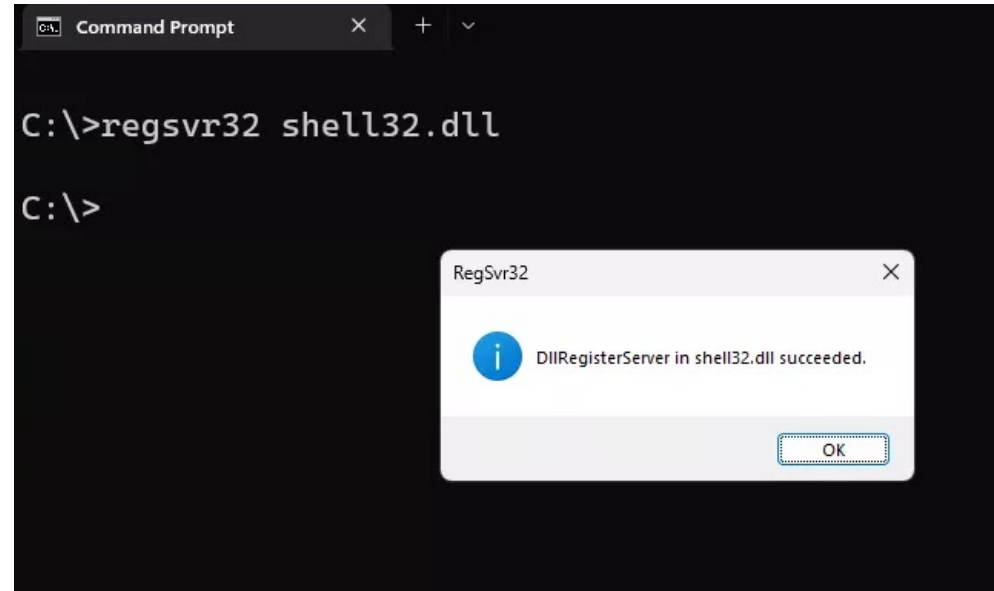 Command Prompt
C:\>regsvr32 shell32.dll
C:\>
RegSvr32
DllRegisterServer in shell32.dll succeeded.
OK